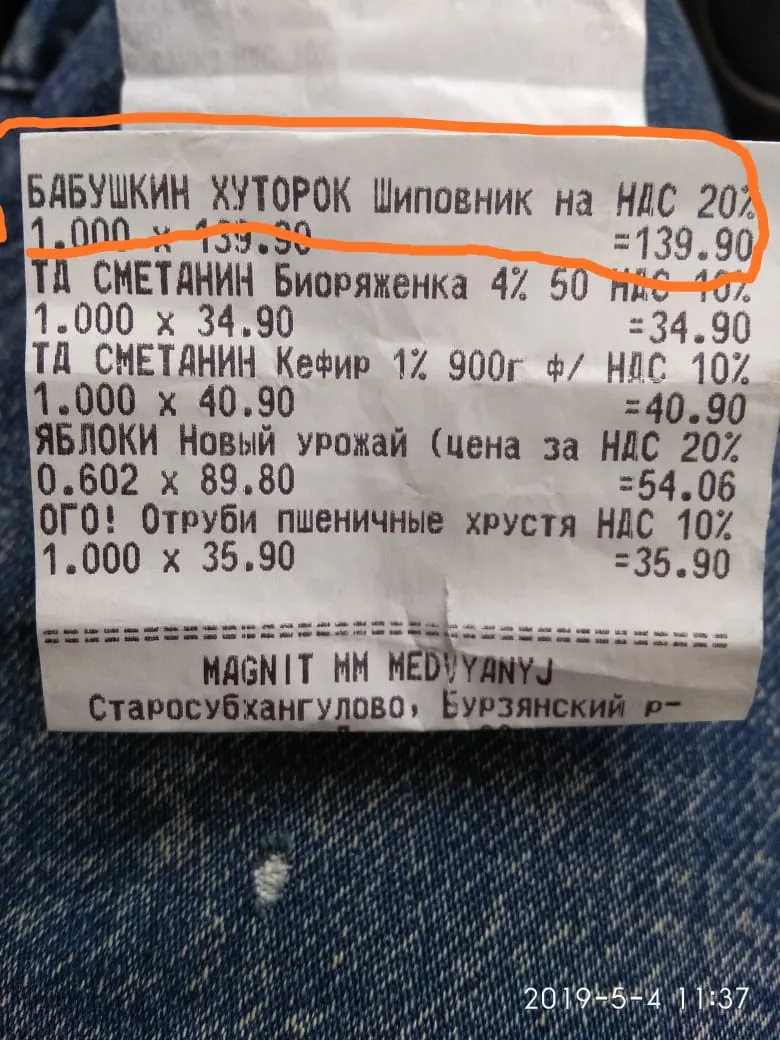 БАБУШКИН ХУТОРОК Шиповник на НДС 20%
1.000 x 139.90 =139.90
ТД СМЕТАНИН Биоряженка 4% 50 НДС 10%
1.000 x 34.90 =34.90
ТД СМЕТАНИН Кефир 1% 900г ф/ НДС 10%
1.000 x 40.90 =40.90
ЯБЛОКИ Новый урожай (цена за НДС 20%
0.602 x 89.80 =54.06
ОГО! Отруби пшеничные хрустя НДС 10%
1.000 x 35.90 =35.90
MAGNIT MM MEDVYANYJ
Старосубхангулово, Бурзянский р-
2019-5-4 11:37